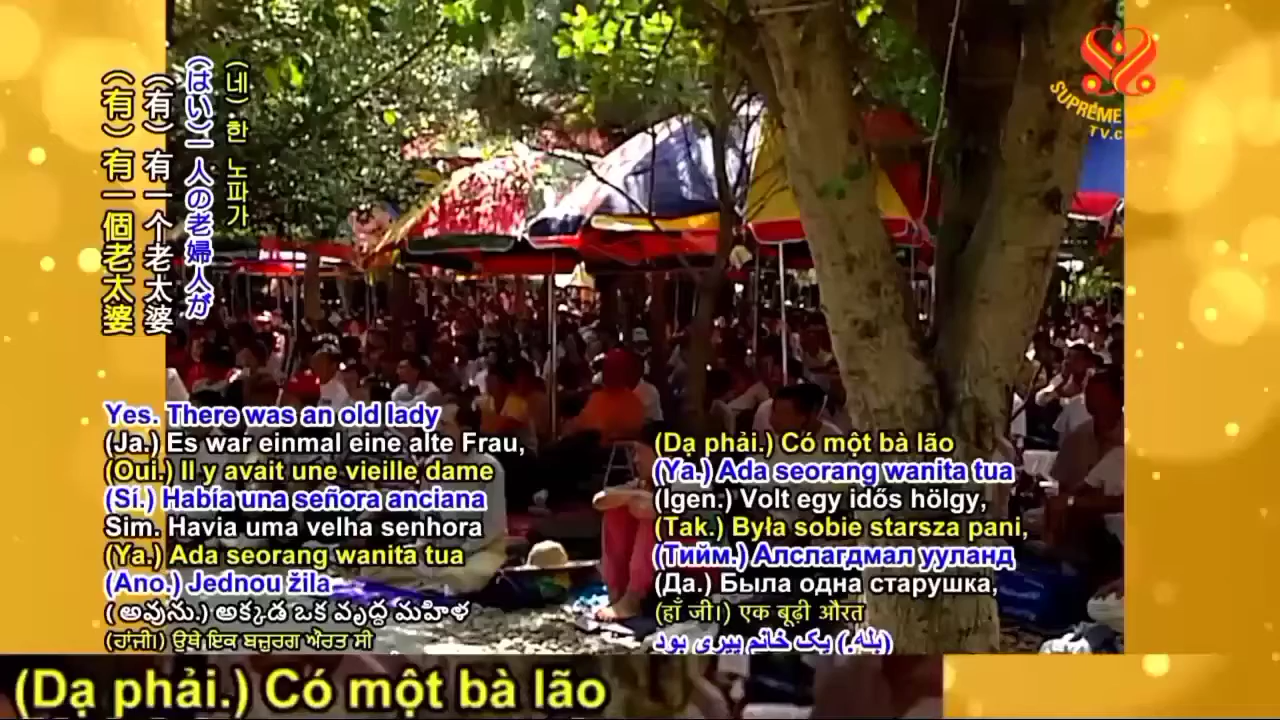 (네) 한 노파가
(はい) 一人の老婦人が
(有) 有一个老太婆
(有) 有一個老太婆
SUPREME
TV.C
Yes. There was an old lady
(Ja.) Es war einmal eine alte Frau,
(Oui.) Il y avait une vieille dame
(Sí.) Había una señora anciana
Sim. Havia uma velha senhora
(Ya.) Ada seorang wanita tua
(Ano.) Jednou žila
(అవును.) అక్కడ ఒక వృద్ధ మహిళ
(ਹਾਂਜੀ।) ਉਥੇ ਇਕ ਬਜ਼ੁਰਗ ਔਰਤ ਸੀ
(Dạ phải.) Có một bà lão
(Ya.) Ada seorang wanita tua
(Igen.) Volt egy idős hölgy,
(Tak.) Była sobie starsza pani,
(Тийм.) Алслагдмал ууланд
(Да.) Была одна старушка,
(हाँ जी।) एक बूढ़ी औरत
(بله.) یک خانم پیری بود
(Dạ phải.) Có một bà lão